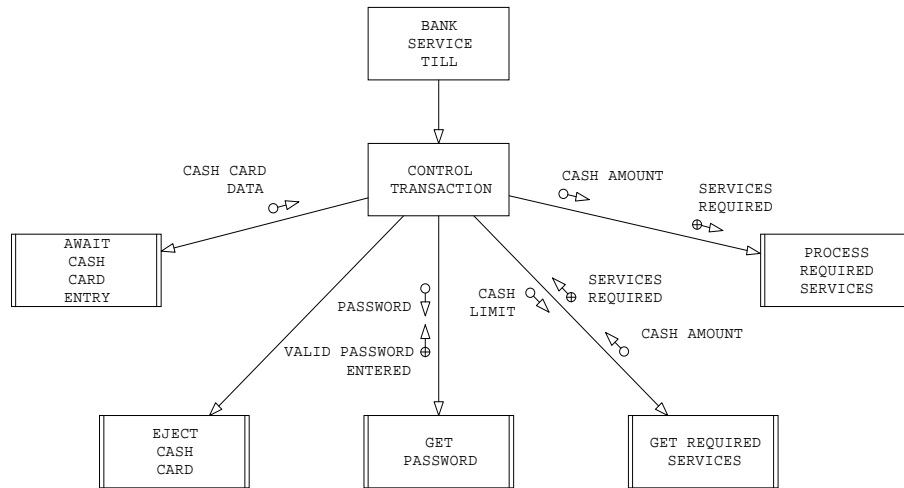 BANK
SERVICE
TILL
CONTROL
TRANSACTION
CASH CARD
DATA
CASH AMOUNT
SERVICES
REQUIRED
AWAIT
CASH
CARD
ENTRY
PROCESS
REQUIRED
SERVICES
PASSWORD
VALID PASSWORD
ENTERED
CASH
LIMIT
SERVICES
REQUIRED
CASH AMOUNT
EJECT
CASH
CARD
GET
PASSWORD
GET REQUIRED
SERVICES